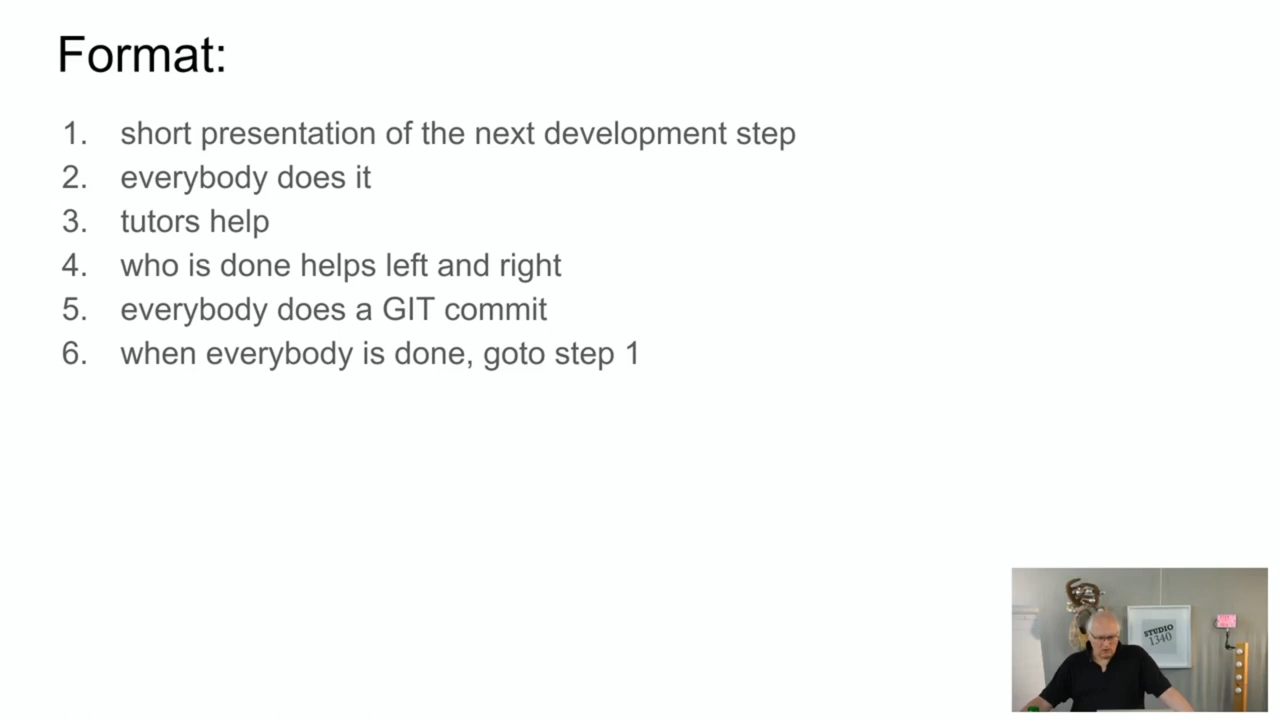 Format:
1. short presentation of the next development step
2. everybody does it
3. tutors help
4. who is done helps left and right
5. everybody does a GIT commit
6. when everybody is done, goto step 1
STUDIO
1340